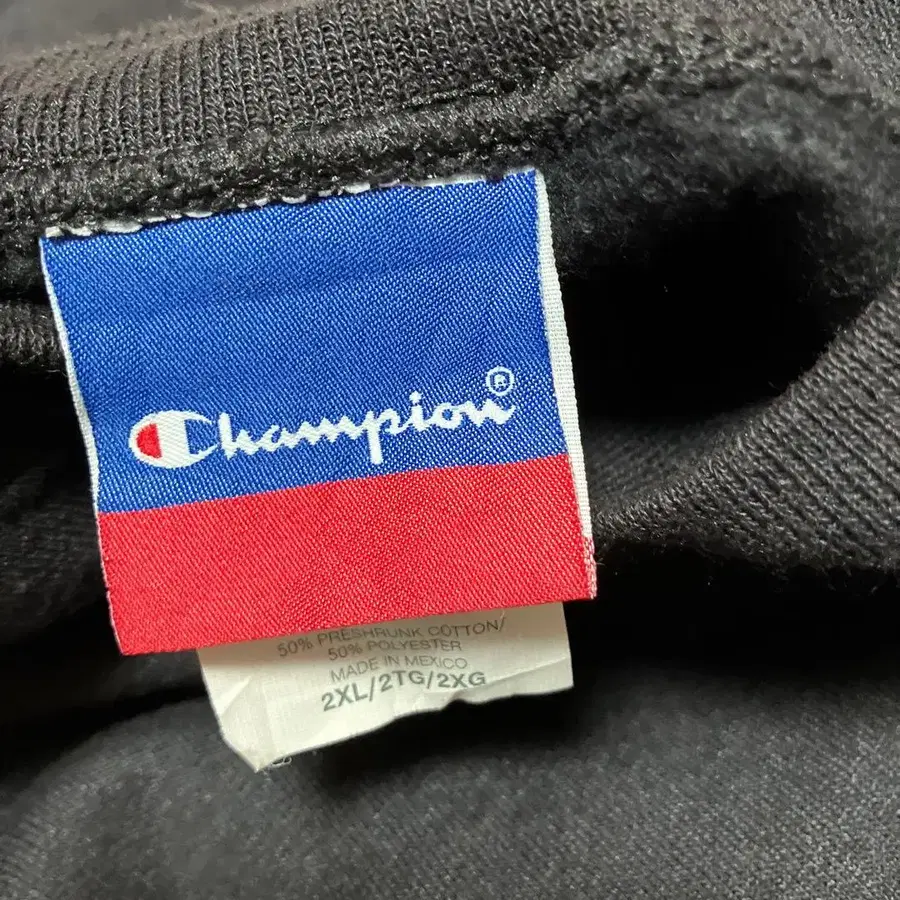 Champion®
50% PRESHRUNK COTTON/
50% POLYESTER
MADE IN MEXICO
2XL/2TG/2XG